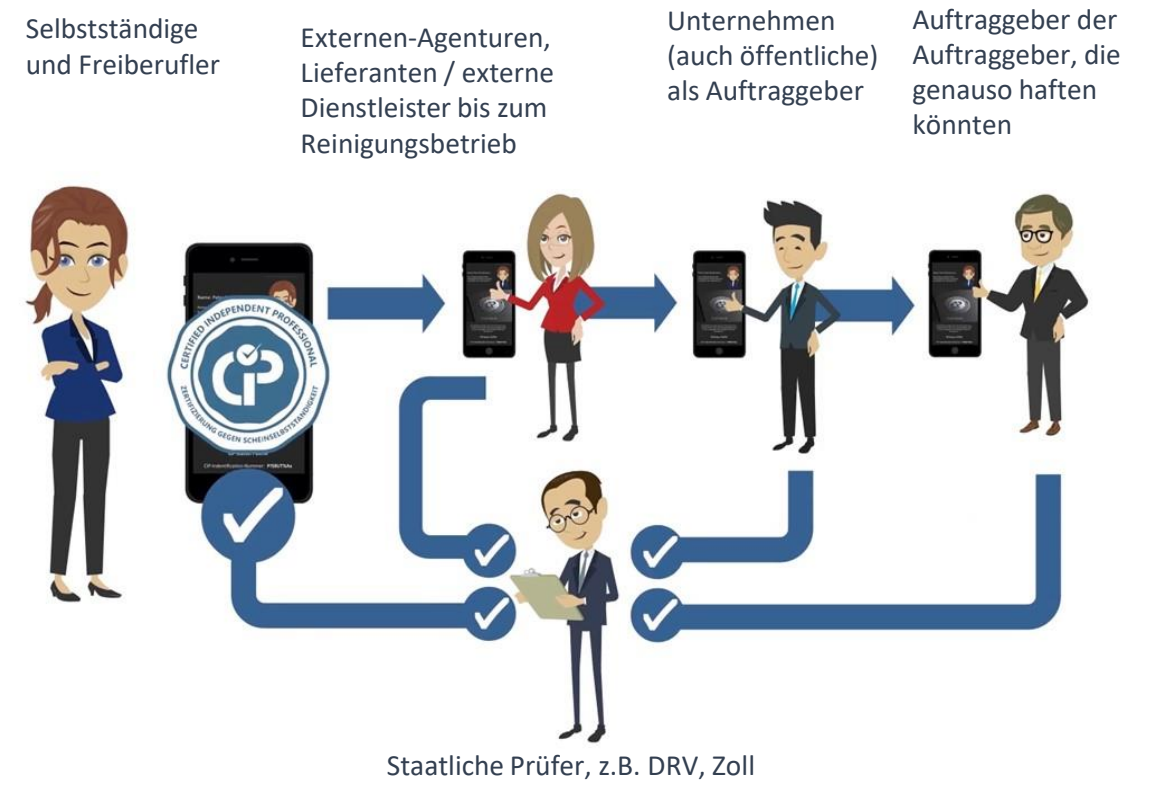 Selbstständige
und Freiberufler
Externen-Agenturen,
Lieferanten / externe
Dienstleister bis zum
Reinigungsbetrieb
Unternehmen
(auch öffentliche)
als Auftraggeber
Auftraggeber der
Auftraggeber, die
genauso haften
könnten
CERTIFIED INDEPENDENT PROFESSIONAL
CiP
ZERTIFIZIERUNG GEGEN SCHEINSELBSTSTÄNDIGKEIT
Staatliche Prüfer, z.B. DRV, Zoll